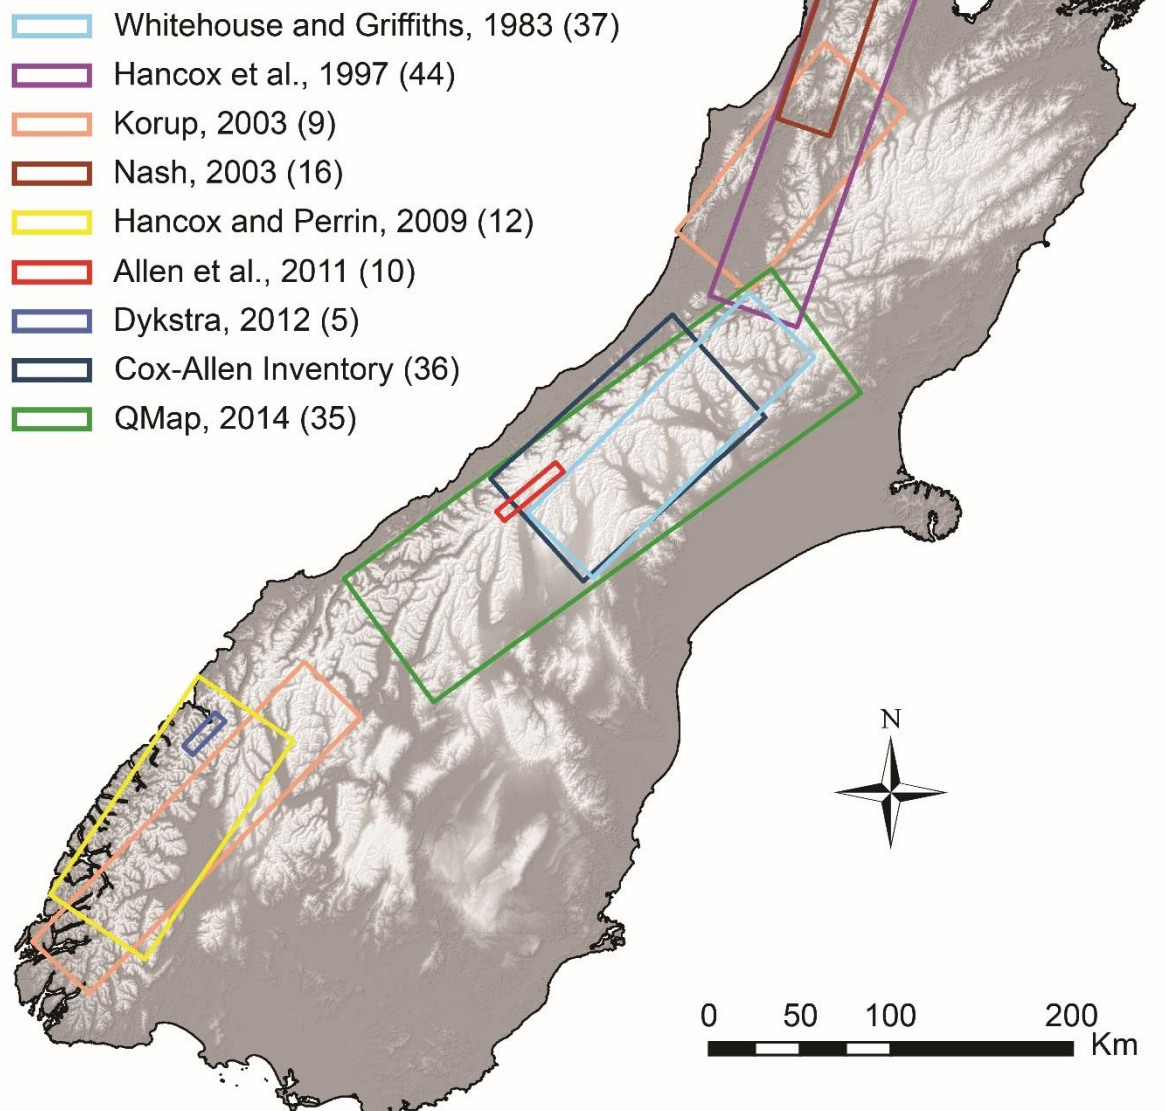 Whitehouse and Griffiths, 1983 (37)
Hancox et al., 1997 (44)
Korup, 2003 (9)
Nash, 2003 (16)
Hancox and Perrin, 2009 (12)
Allen et al., 2011 (10)
Dykstra, 2012 (5)
Cox-Allen Inventory (36)
QMap, 2014 (35)
N
0 50 100 200
Km